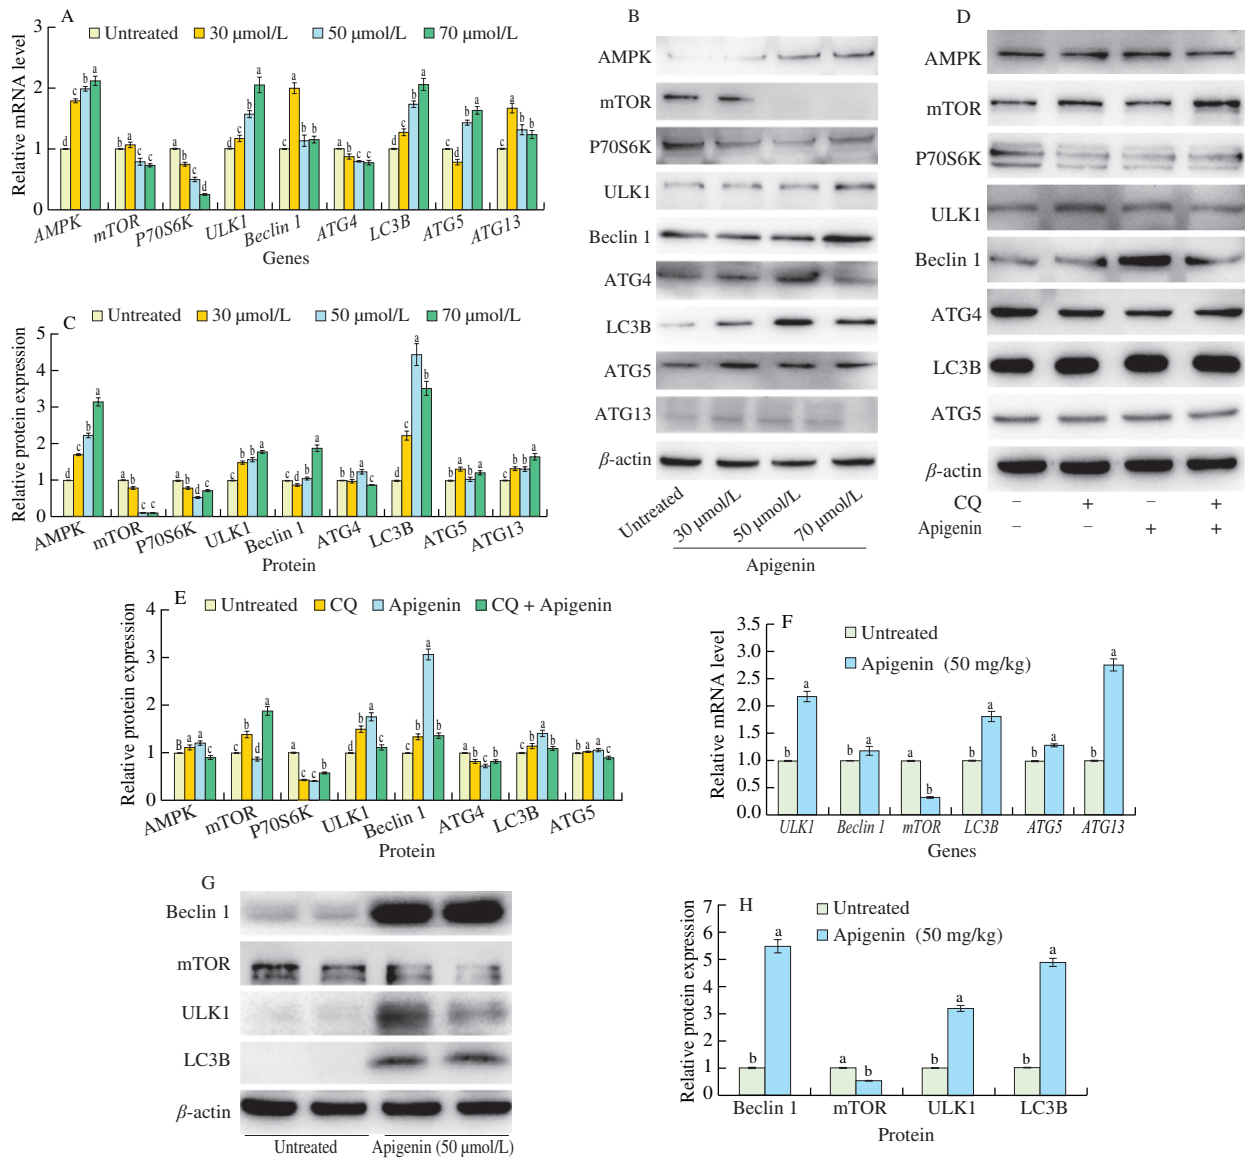 A
Untreated 30 μmol/L 50 μmol/L 70 μmol/L
Relative mRNA level
3
2
1
0
d c b a
b a c c
a b c d
d c b a
c a b b
a b c c
d c b a
c d b a
d a b c
AMPK mTOR P70S6K ULK1 Beclin 1 ATG4 LC3B ATG5 ATG13
Genes
B
AMPK
mTOR
P70S6K
ULK1
Beclin 1
ATG4
LC3B
ATG5
ATG13
β-actin
Untreated 30 μmol/L 50 μmol/L 70 μmol/L
Apigenin
C
Untreated 30 μmol/L 50 μmol/L 70 μmol/L
Relative protein expression
5
4
3
2
1
0
d c b a
a b c c
a b d c
c b b a
b c b a
b b a c
d c a b
b a b a
c b b a
AMPK mTOR P70S6K ULK1 Beclin 1 ATG4 LC3B ATG5 ATG13
Protein
D
AMPK
mTOR
P70S6K
ULK1
Beclin 1
ATG4
LC3B
ATG5
β-actin
CQ − + − +
Apigenin − − + +
E
Untreated CQ Apigenin CQ + Apigenin
Relative protein expression
4
3
2
1
0
B a a c
c b d a
a c c b
d b a c
c b a b
a b c b
c b a b
b b a c
AMPK mTOR P70S6K ULK1 Beclin 1 ATG4 LC3B ATG5
Protein
F
Untreated
Apigenin (50 mg/kg)
Relative mRNA level
3.5
3.0
2.5
2.0
1.5
1.0
0.5
0.0
b a
b a
a b
b a
b a
b a
ULK1 Beclin 1 mTOR LC3B ATG5 ATG13
Genes
G
Beclin 1
mTOR
ULK1
LC3B
β-actin
Untreated Apigenin (50 μmol/L)
H
Untreated
Apigenin (50 mg/kg)
Relative protein expression
7
6
5
4
3
2
1
0
b a
a b
b a
b a
Beclin 1 mTOR ULK1 LC3B
Protein